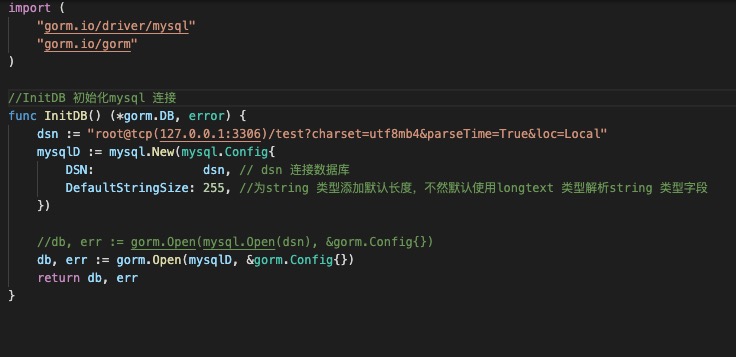 import (
    "gorm.io/driver/mysql"
    "gorm.io/gorm"
)
//InitDB 初始化mysql 连接
func InitDB() (*gorm.DB, error) {
    dsn := "root@tcp(127.0.0.1:3306)/test?charset=utf8mb4&parseTime=True&loc=Local"
    mysqlD := mysql.New(mysql.Config{
        DSN:               dsn, // dsn 连接数据库
        DefaultStringSize: 255, //为string 类型添加默认长度，不然默认使用longtext 类型解析string 类型字段
    })
    //db, err := gorm.Open(mysql.Open(dsn), &gorm.Config{})
    db, err := gorm.Open(mysqlD, &gorm.Config{})
    return db, err
}